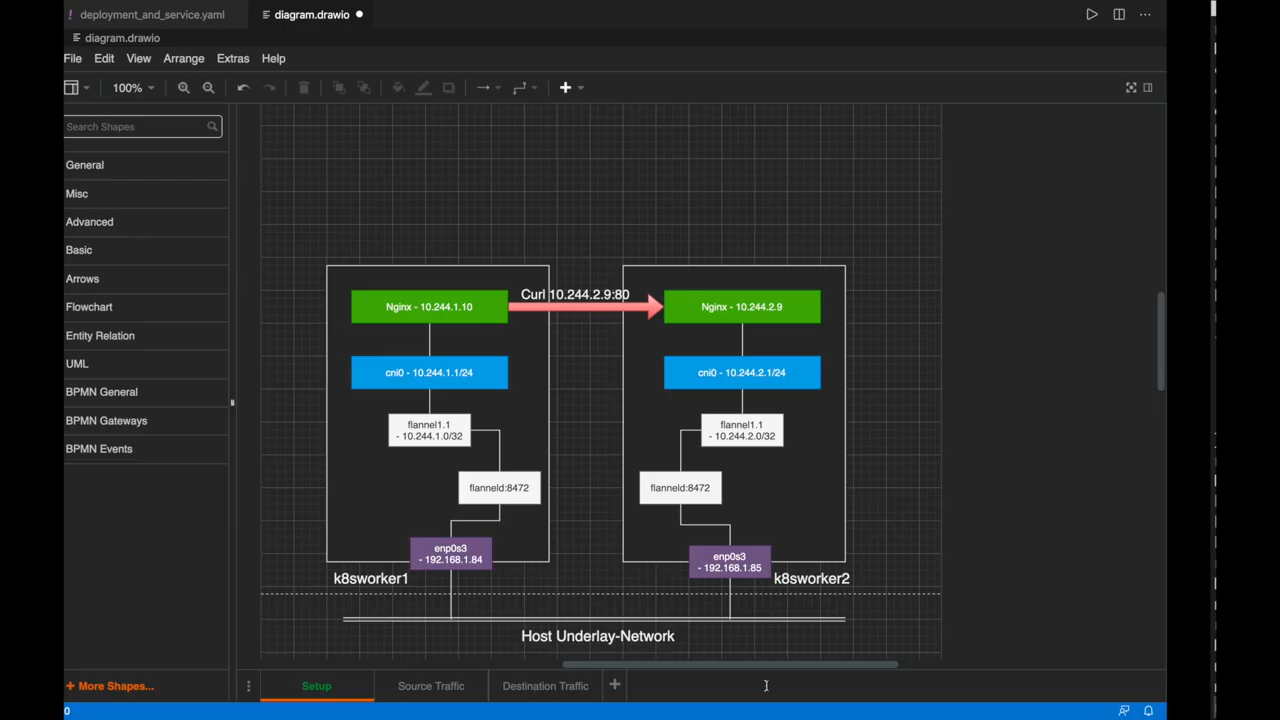 ! deployment_and_service.yaml
diagram.drawio
diagram.drawio
File Edit View Arrange Extras Help
100%
Search Shapes
General
Misc
Advanced
Basic
Arrows
Flowchart
Entity Relation
UML
BPMN General
BPMN Gateways
BPMN Events
+ More Shapes...
Curl 10.244.2.9:80
Nginx - 10.244.1.10
Nginx - 10.244.2.9
cni0 - 10.244.1.1/24
cni0 - 10.244.2.1/24
flannel1.1
- 10.244.1.0/32
flannel1.1
- 10.244.2.0/32
flanneld:8472
flanneld:8472
enp0s3
- 192.168.1.84
enp0s3
- 192.168.1.85
k8sworker1
k8sworker2
Host Underlay-Network
Setup
Source Traffic
Destination Traffic
0